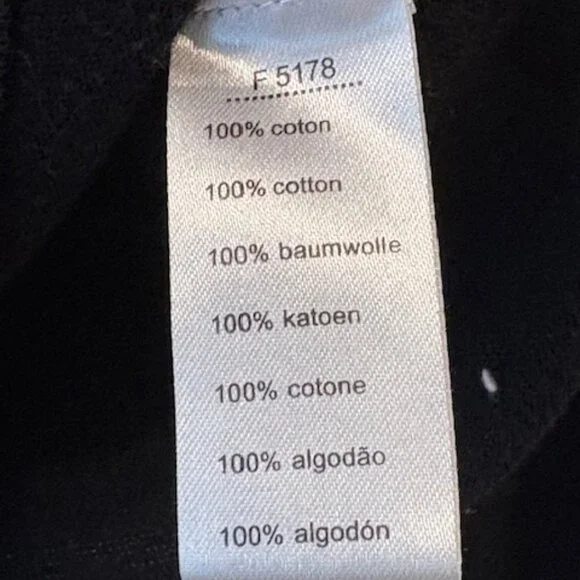 F 5178
100% coton
100% cotton
100% baumwolle
100% katoen
100% cotone
100% algodão
100% algodón